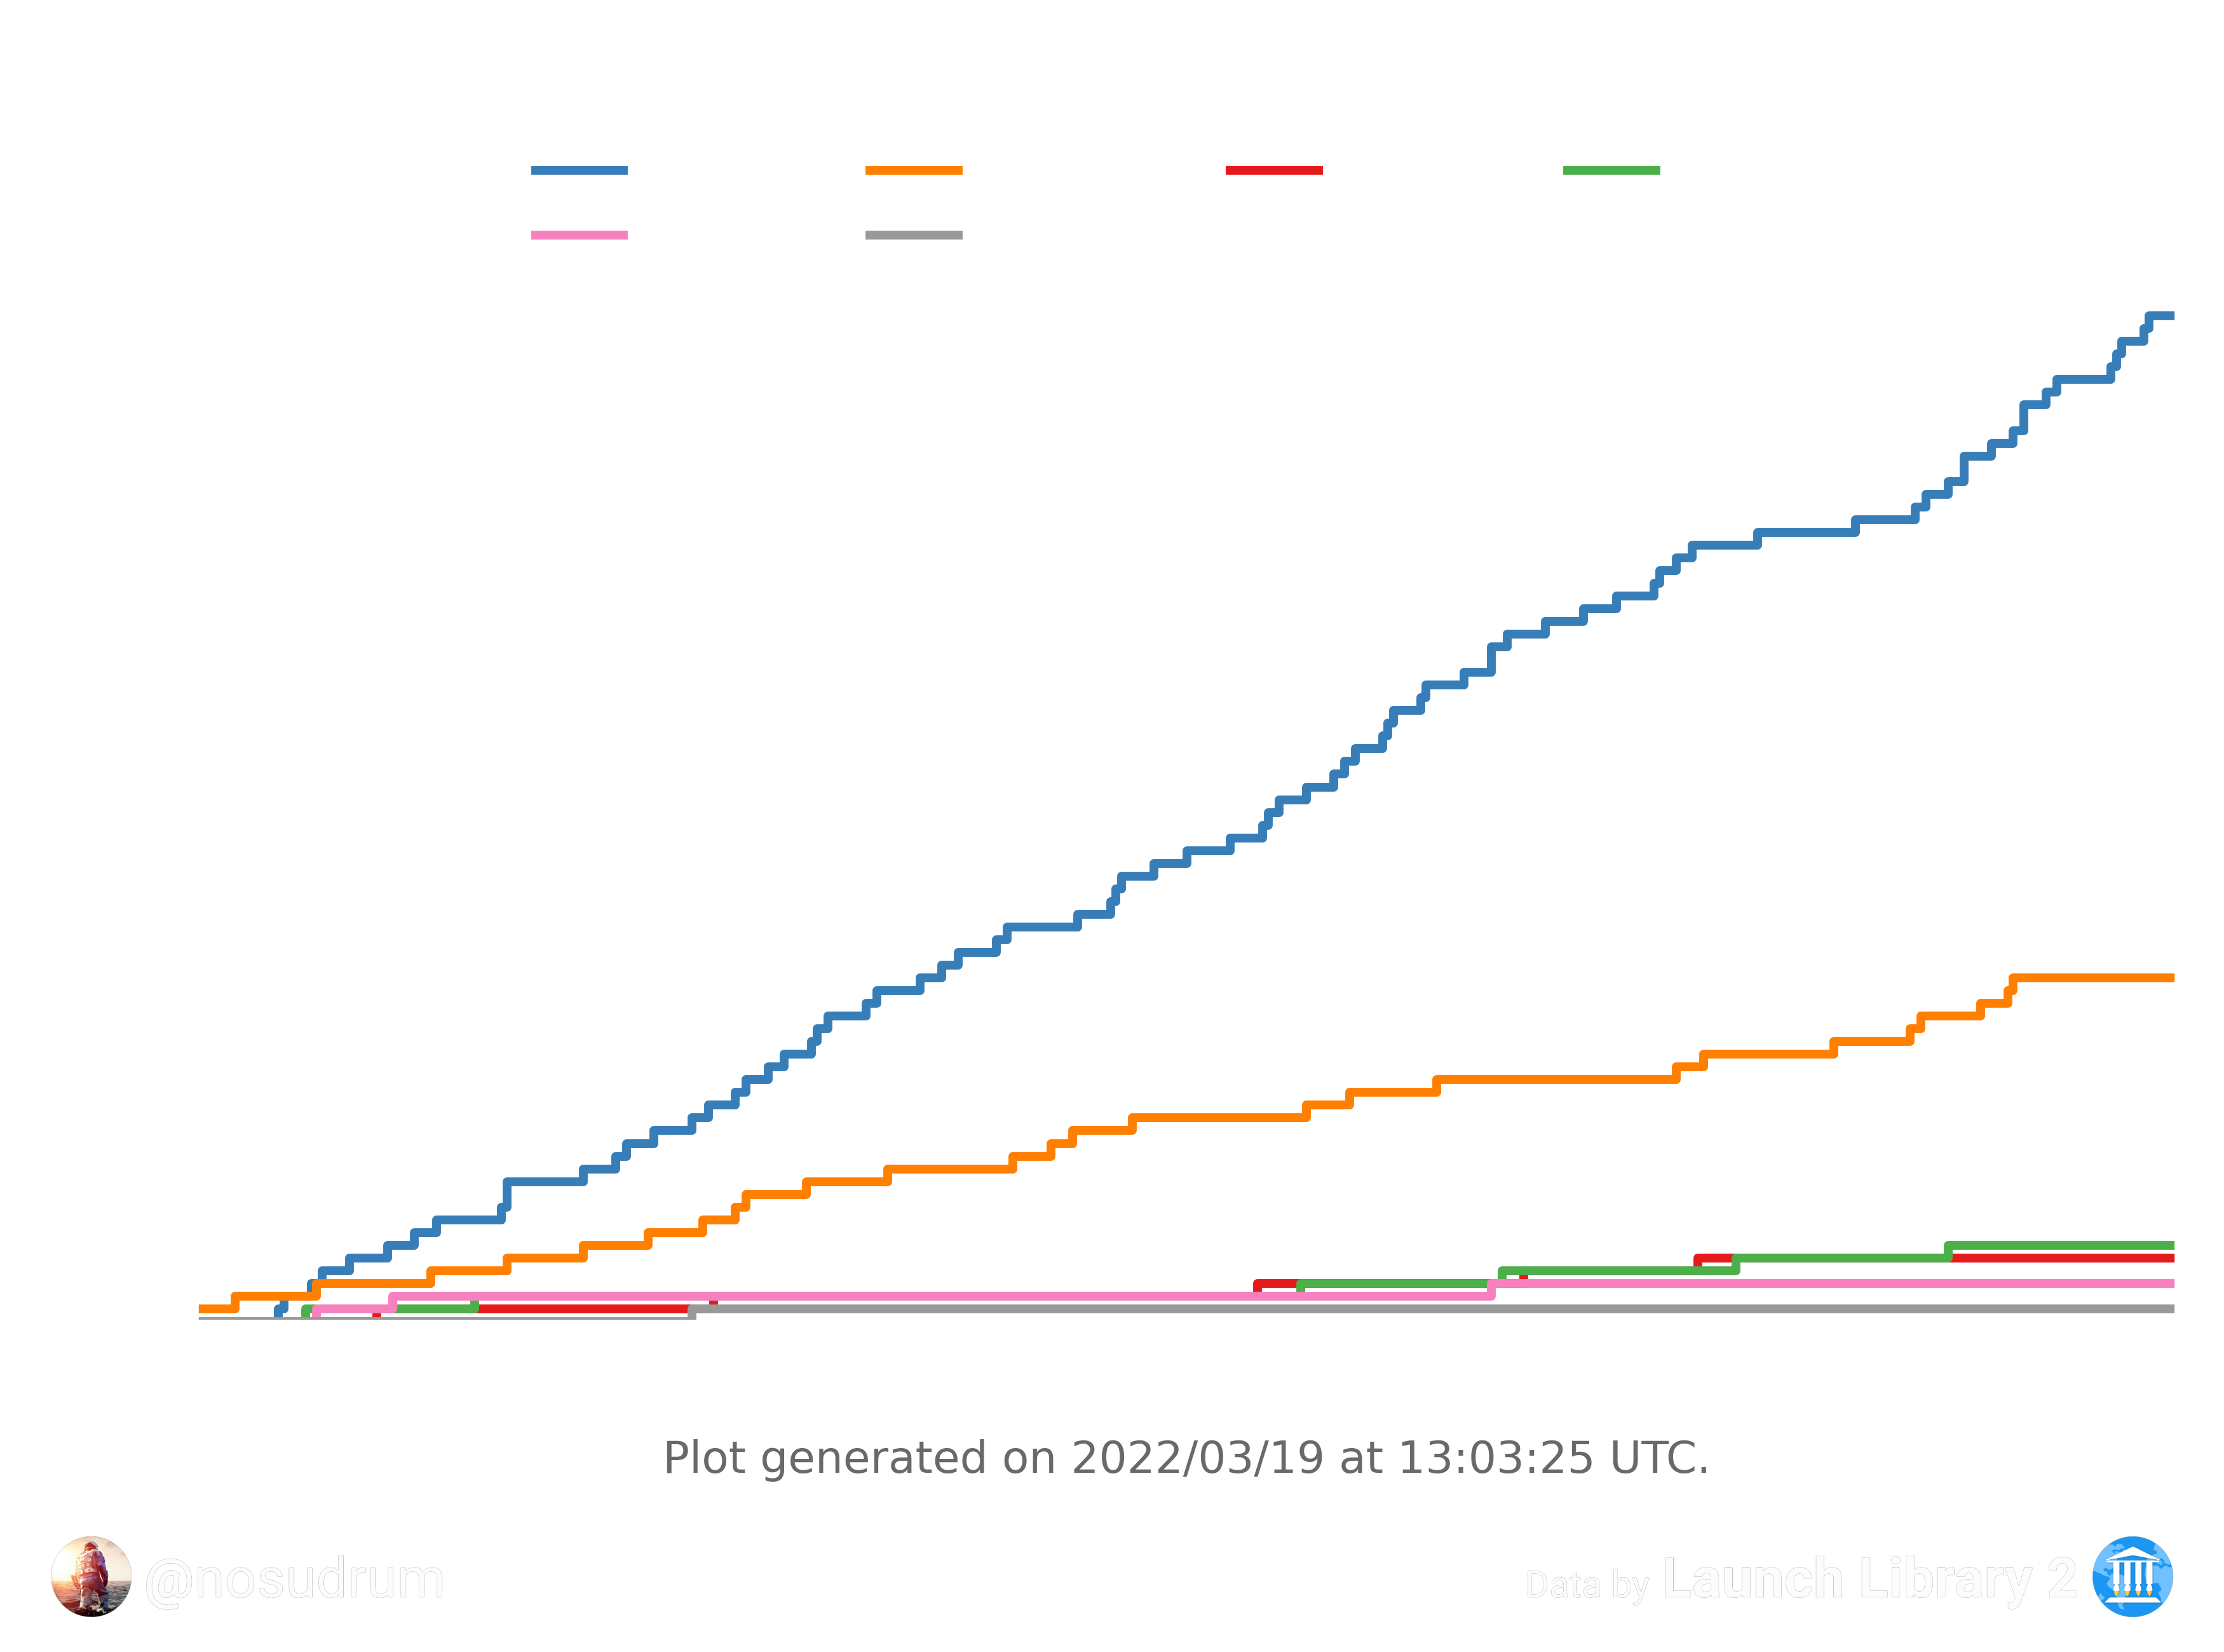 Plot generated on 2022/03/19 at 13:03:25 UTC.
@nosudrum
Data by Launch Library 2